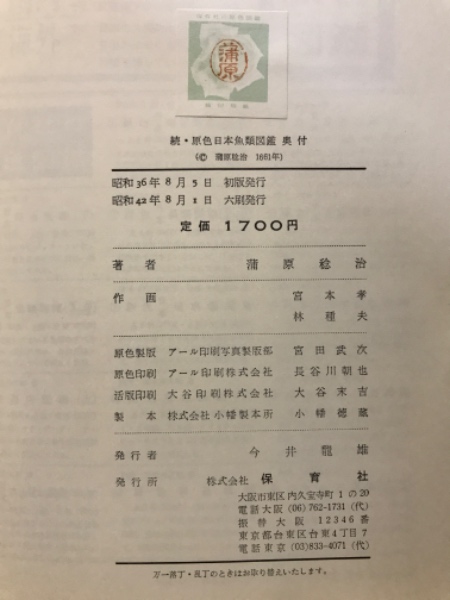 蒲原
続・原色日本魚類図鑑 奥付
(© 蒲原稔治 1661年)
昭和36年8月5日 初版発行
昭和42年8月1日 六刷発行
定価 1700円
著者 蒲原稔治
作画 宮本孝
林種夫
原色製版 アール印刷写真製版部 宮田武次
原色印刷 アール印刷株式会社 長谷川朝也
活版印刷 大谷印刷株式会社 大谷末吉
製本 株式会社小幡製本所 小幡徳蔵
発行者 今井龍雄
発行所 株式会社 保育社
大阪市東区内久宝寺町1の20
電話大阪(06)762-1731(代)
振替大阪 12346番
東京都台東区台東4丁目7
電話東京(03)833-4071(代)
万一落丁・乱丁のときはお取り替えいたします。